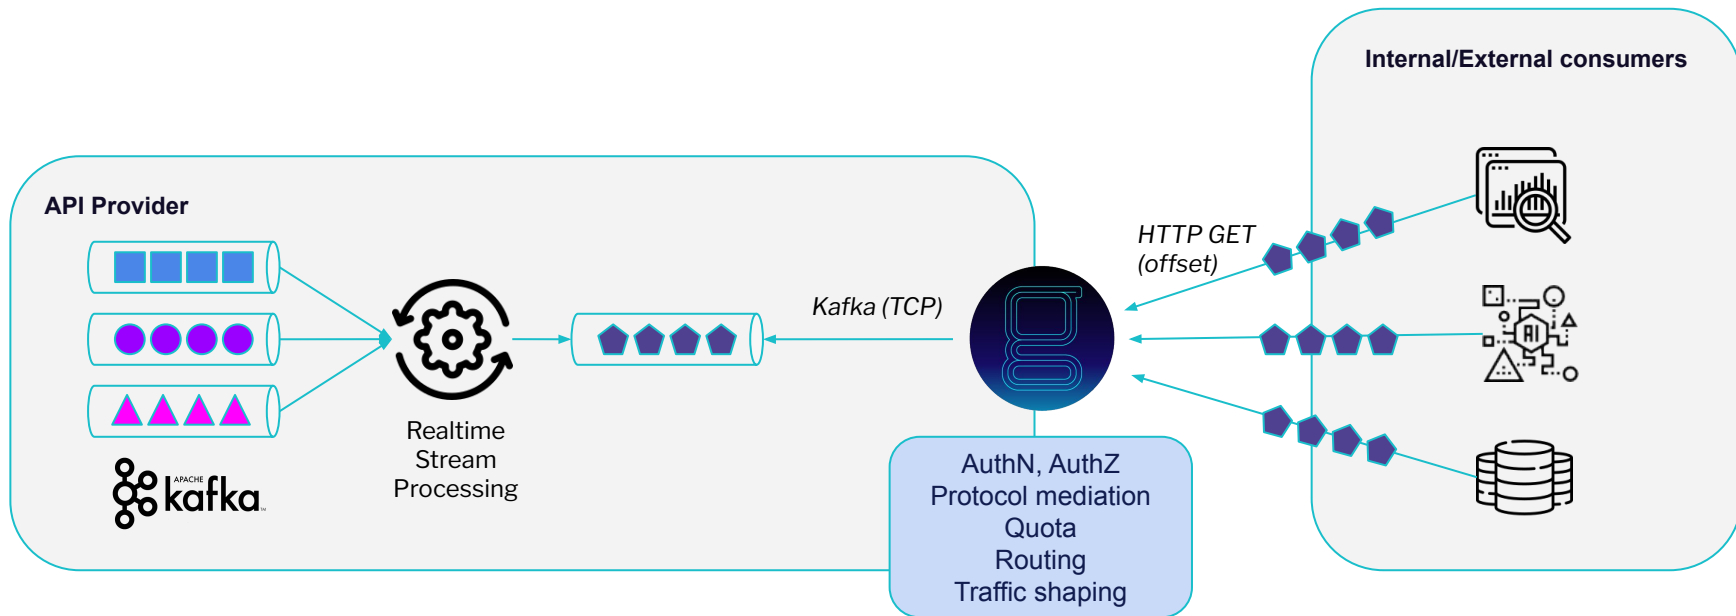 Internal/External consumers
API Provider
HTTP GET
(offset)
Kafka (TCP)
g
AI
Realtime
Stream
Processing
APACHE
kafka
AuthN, AuthZ
Protocol mediation
Quota
Routing
Traffic shaping